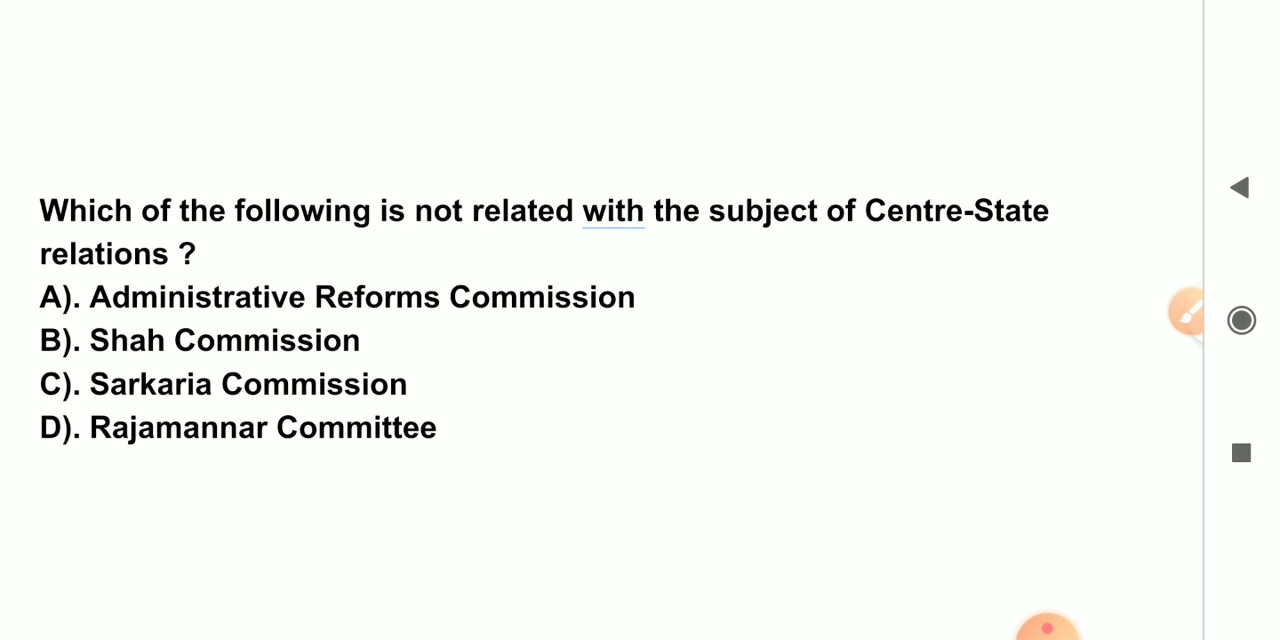 Which of the following is not related with the subject of Centre-State
relations ?
A). Administrative Reforms Commission
B). Shah Commission
C). Sarkaria Commission
D). Rajamannar Committee